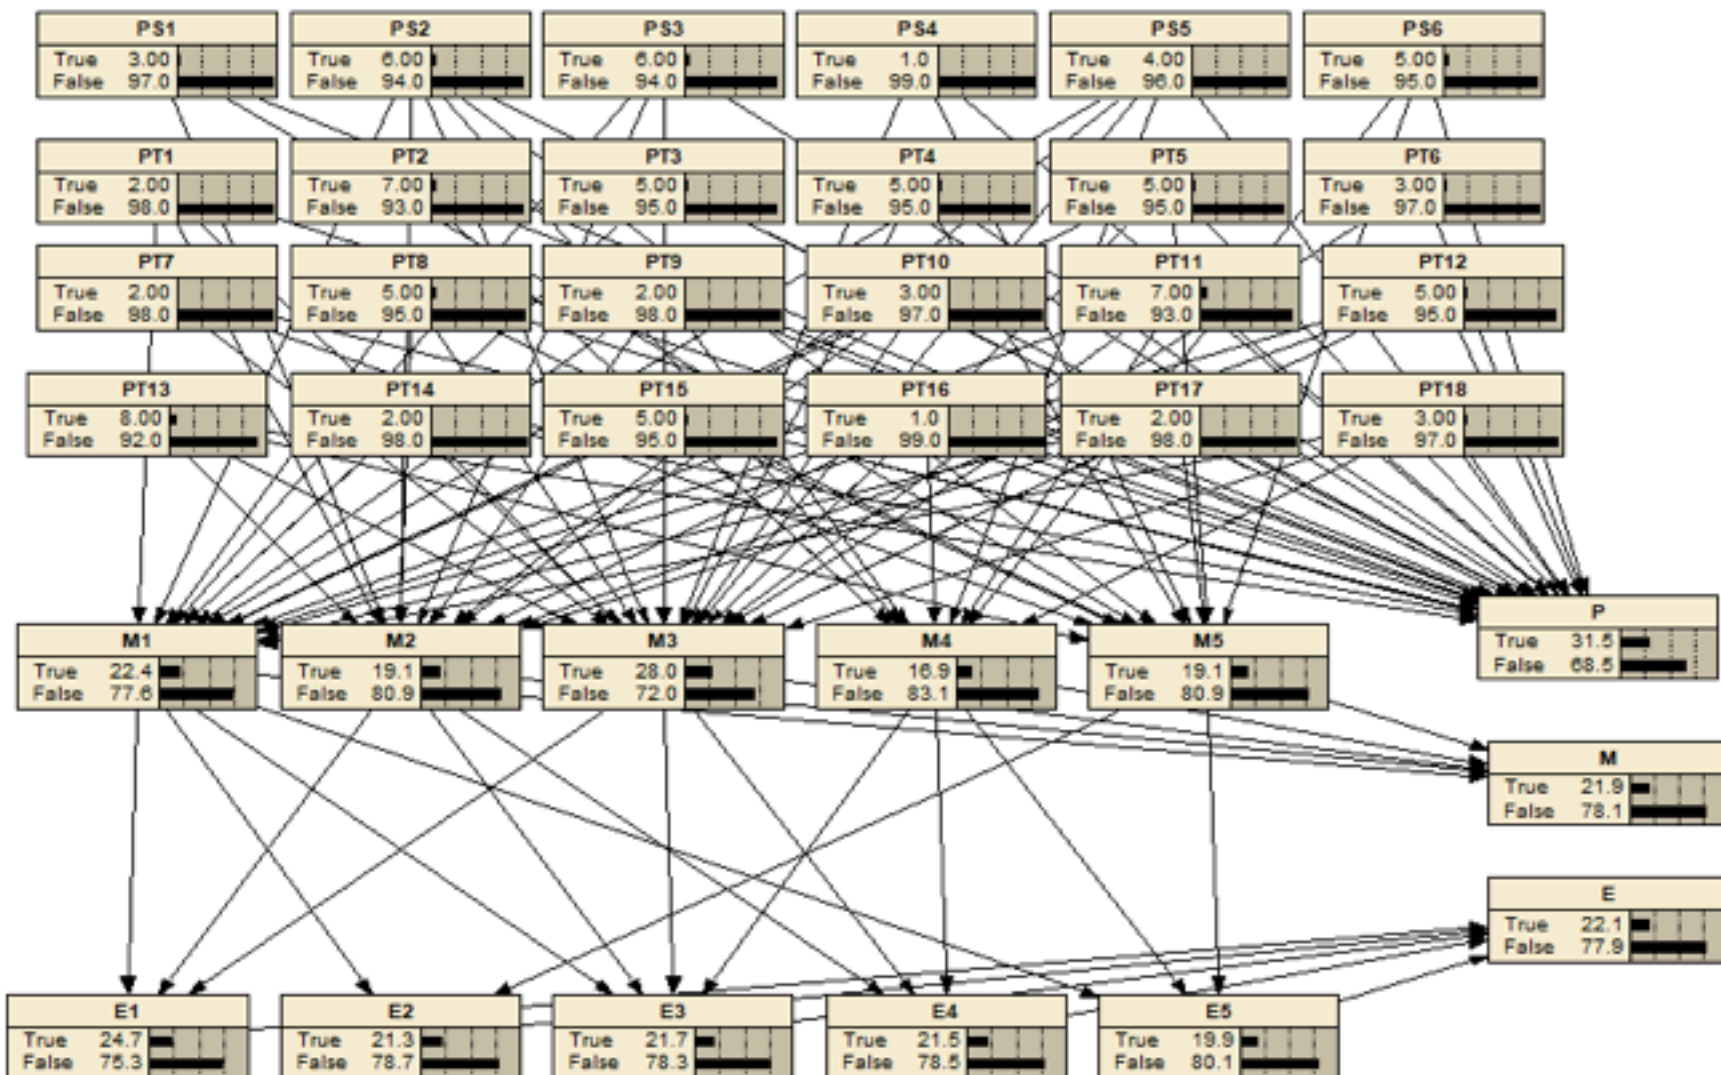 PS1 PS2 PS3 PS4 PS5 PS6
True 3.00 True 6.00 True 6.00 True 1.0 True 4.00 True 5.00
False 97.0 False 94.0 False 94.0 False 99.0 False 96.0 False 95.0
PT1 PT2 PT3 PT4 PT5 PT6
True 2.00 True 7.00 True 5.00 True 5.00 True 5.00 True 3.00
False 98.0 False 93.0 False 95.0 False 95.0 False 95.0 False 97.0
PT7 PT8 PT9 PT10 PT11 PT12
True 2.00 True 5.00 True 2.00 True 3.00 True 7.00 True 5.00
False 98.0 False 95.0 False 98.0 False 97.0 False 93.0 False 95.0
PT13 PT14 PT15 PT16 PT17 PT18
True 8.00 True 2.00 True 5.00 True 1.0 True 2.00 True 3.00
False 92.0 False 98.0 False 95.0 False 99.0 False 98.0 False 97.0
P
True 31.5
False 68.5
M1 M2 M3 M4 M5
True 22.4 True 19.1 True 28.0 True 16.9 True 19.1
False 77.6 False 80.9 False 72.0 False 83.1 False 80.9
M
True 21.9
False 78.1
E
True 22.1
False 77.9
E1 E2 E3 E4 E5
True 24.7 True 21.3 True 21.7 True 21.5 True 19.9
False 75.3 False 78.7 False 78.3 False 78.5 False 80.1